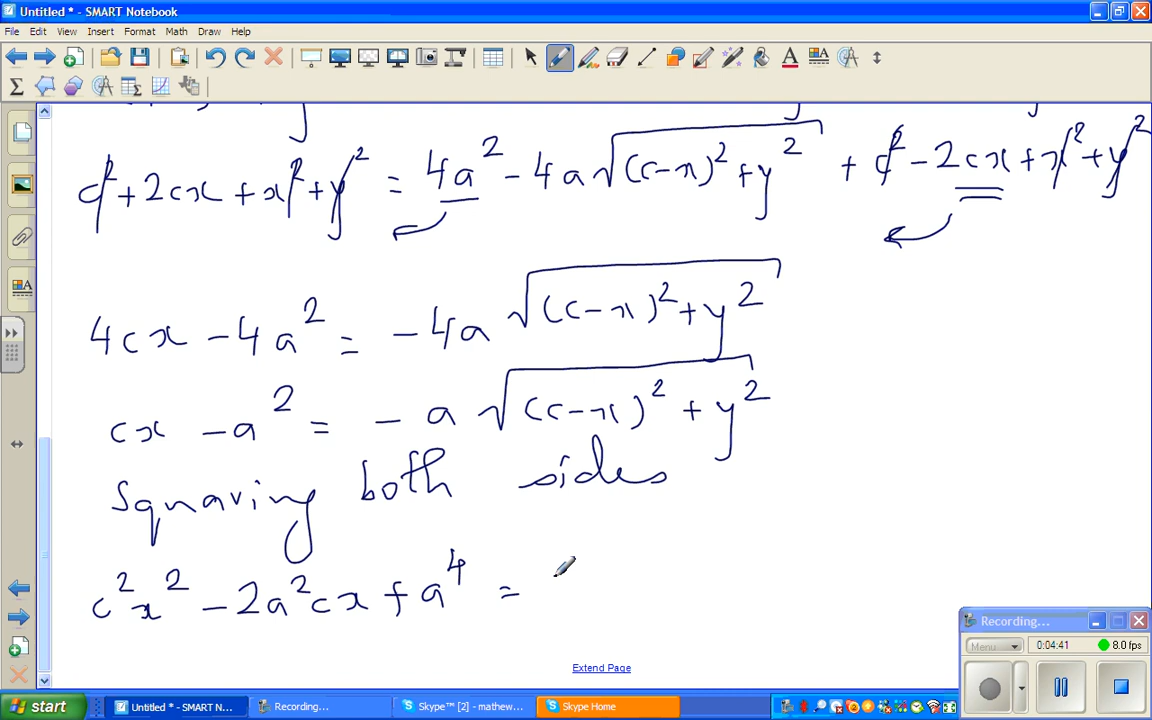 Untitled * - SMART Notebook
File Edit View Insert Format Math Draw Help
c²+2cx+x²+y² = 4a²-4a√((c-x)²+y²) + c²-2cx+x²+y²
4cx-4a² = -4a√((c-x)²+y²)
cx-a² = -a√((c-x)²+y²)
Squaring both sides
c²x²-2a²cx+a⁴ =
Extend Page
Recording...
Menu 0:04:41 8.0 fps
start Untitled * - SMART N... Recording... Skype™ [2] - mathew... Skype Home